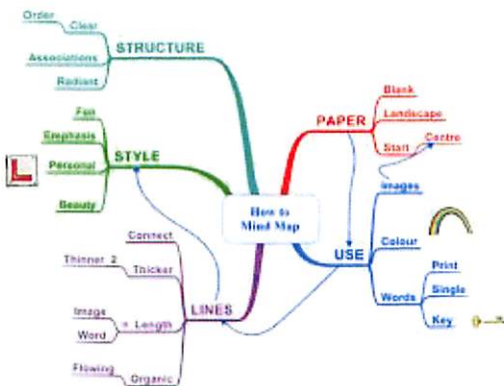 How to
Mind Map
PAPER
Blank
Landscape
Start
Centre
USE
Images
Colour
Words
Print
Single
Key
LINES
Connect
Thicker
Thinner 2
= Length
Image
Word
Organic
Flowing
STYLE
Fun
Emphasis
Personal
Beauty
L
STRUCTURE
Clear
Order
Associations
Radiant